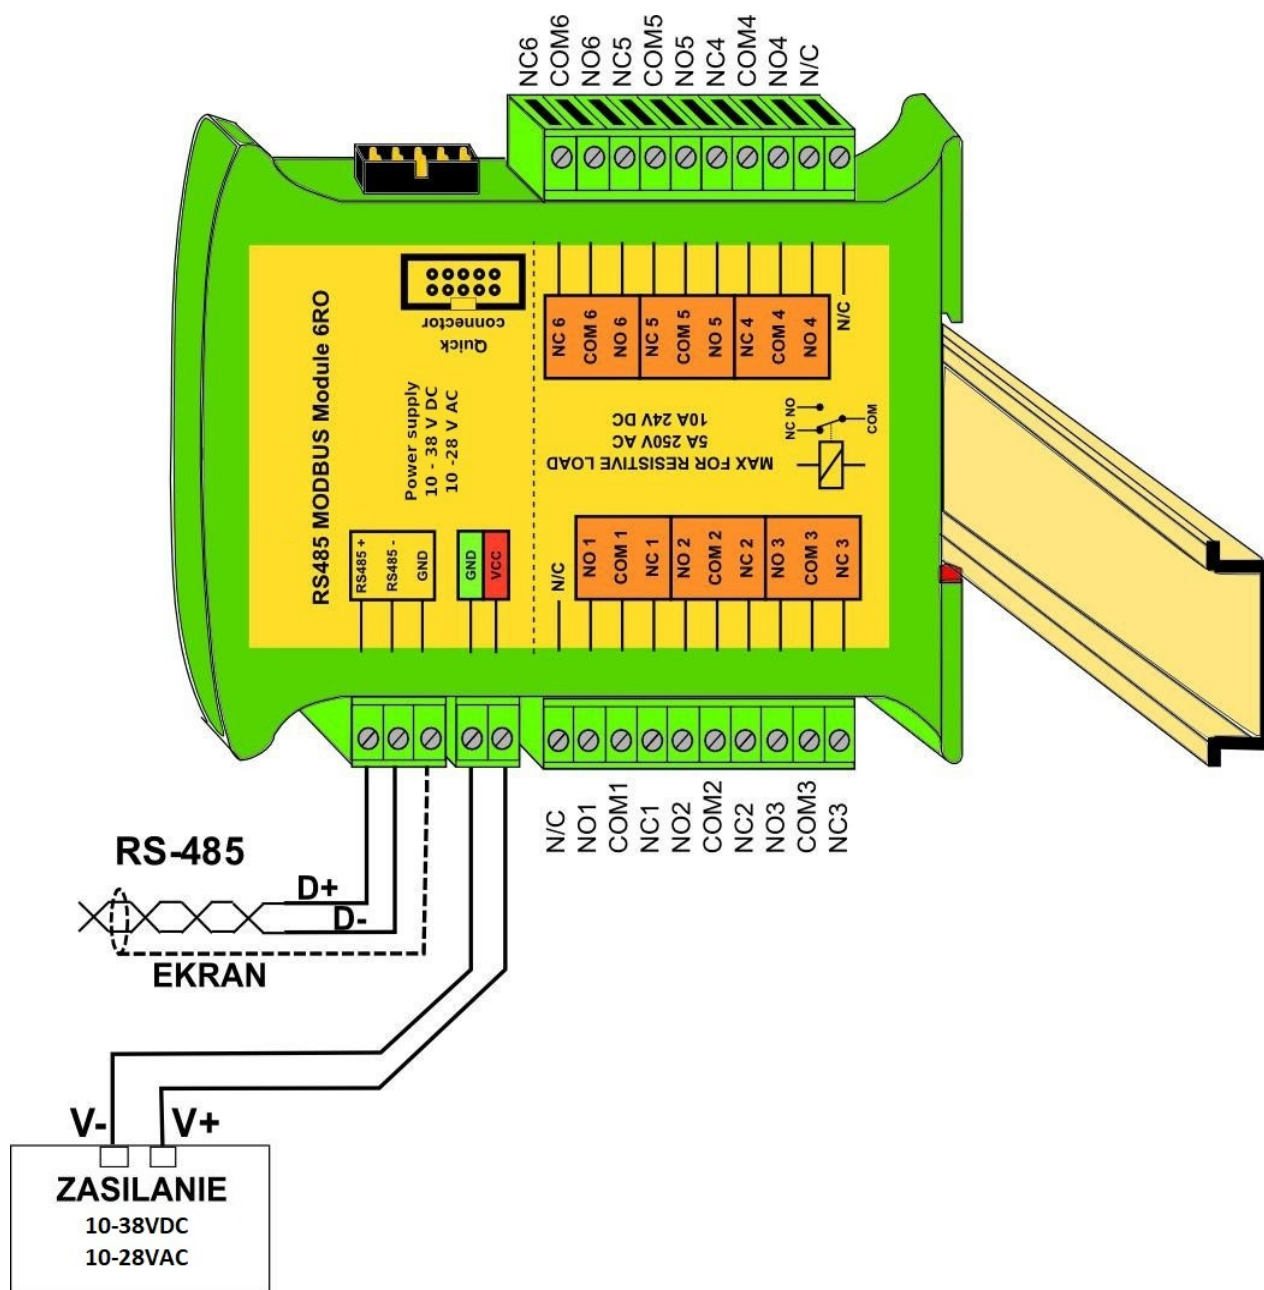 NC6
COM6
NO6
NC5
COM5
NO5
NC4
COM4
NO4
N/C
RS485 MODBUS Module 6RO
Quick
connector
Power supply
10 - 38 V DC
10 -28 V AC
NC 6
COM 6
NO 6
NC 5
COM 5
NO 5
NC 4
COM 4
NO 4
N/C
MAX FOR RESISTIVE LOAD
5A 250V AC
10A 24V DC
NC NO
COM
RS485 +
RS485 -
GND
GND
VCC
N/C
NO 1
COM 1
NC 1
NO 2
COM 2
NC 2
NO 3
COM 3
NC 3
N/C
NO1
COM1
NC1
NO2
COM2
NC2
NO3
COM3
NC3
RS-485
D+
D-
EKRAN
V-
V+
ZASILANIE
10-38VDC
10-28VAC